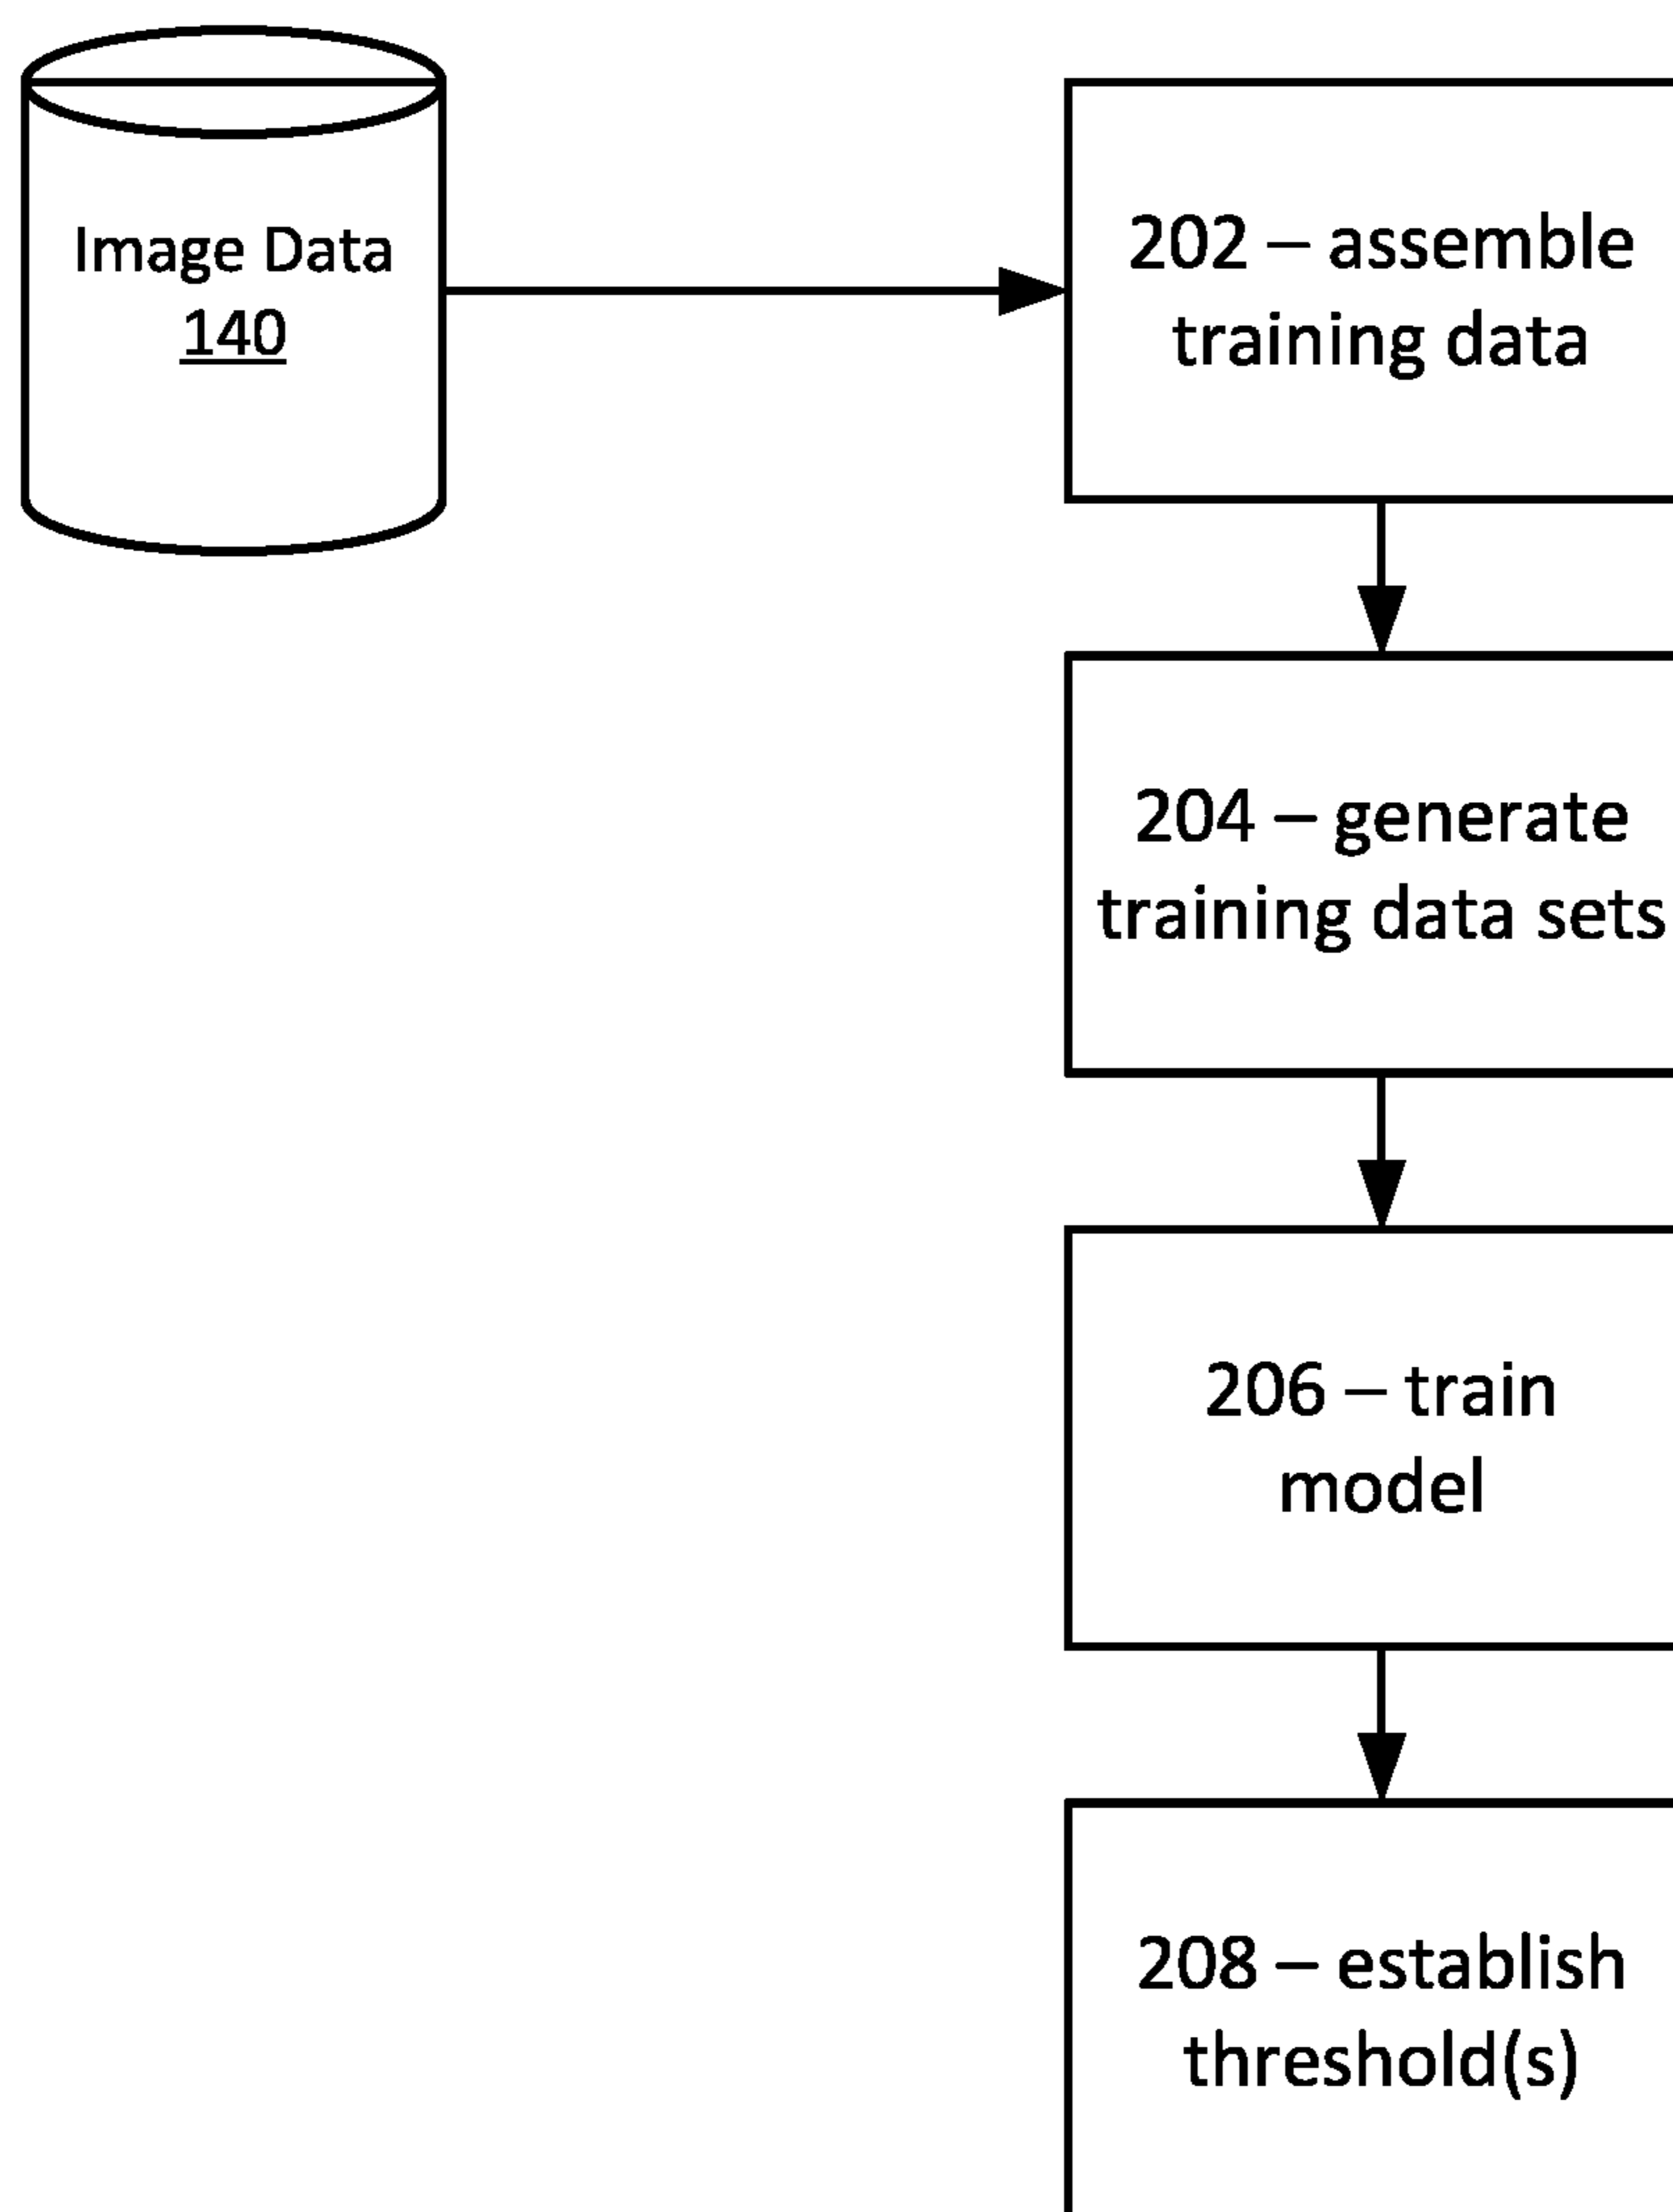 Image Data
140
202 – assemble
training data
204 – generate
training data sets
206 – train
model
208 – establish
threshold(s)